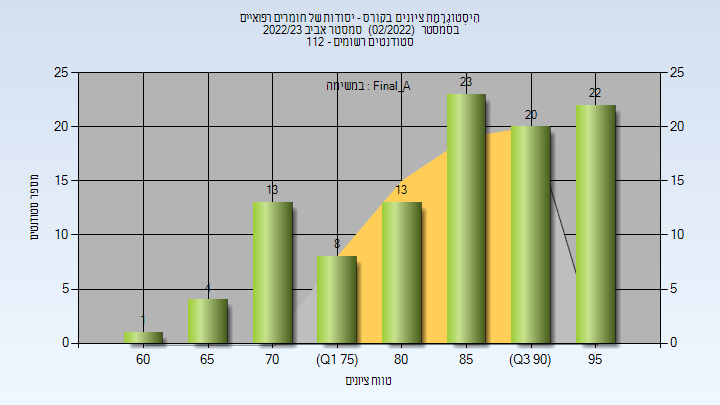 הִיסְטוֹגְרָמַת ציונים בקורס - יסודות של חומרים רפואיים
בסמסטר (02/2022) סמסטר אביב 2022/23
סטודנטים רשומים - 112
במשימה : Final_A
25 20 15 10 5 0
מספר סטודנטים
1 4 13 8 13 23 20 22
25 20 15 10 5 0
60 65 70 (Q1 75) 80 85 (Q3 90) 95
טווח ציונים